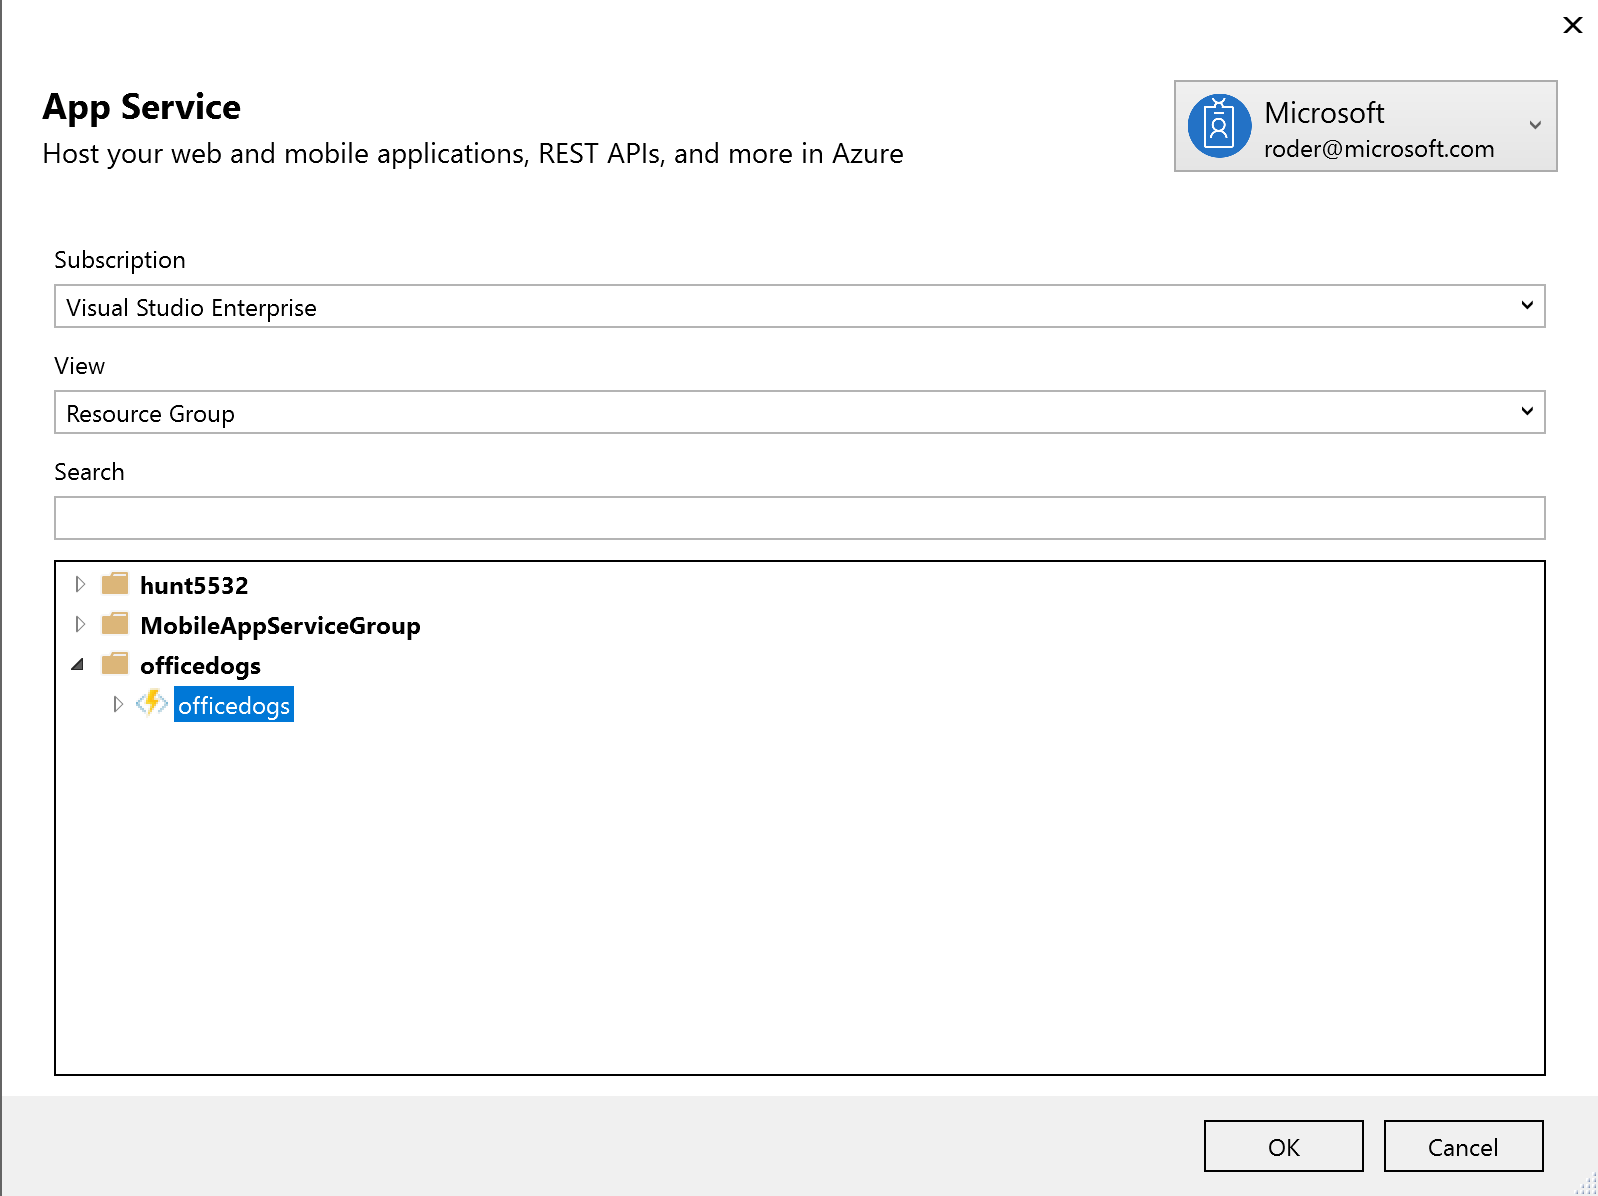 App Service
Host your web and mobile applications, REST APIs, and more in Azure
Microsoft
roder@microsoft.com
Subscription
Visual Studio Enterprise
View
Resource Group
Search
hunt5532
MobileAppServiceGroup
officedogs
officedogs
OK
Cancel